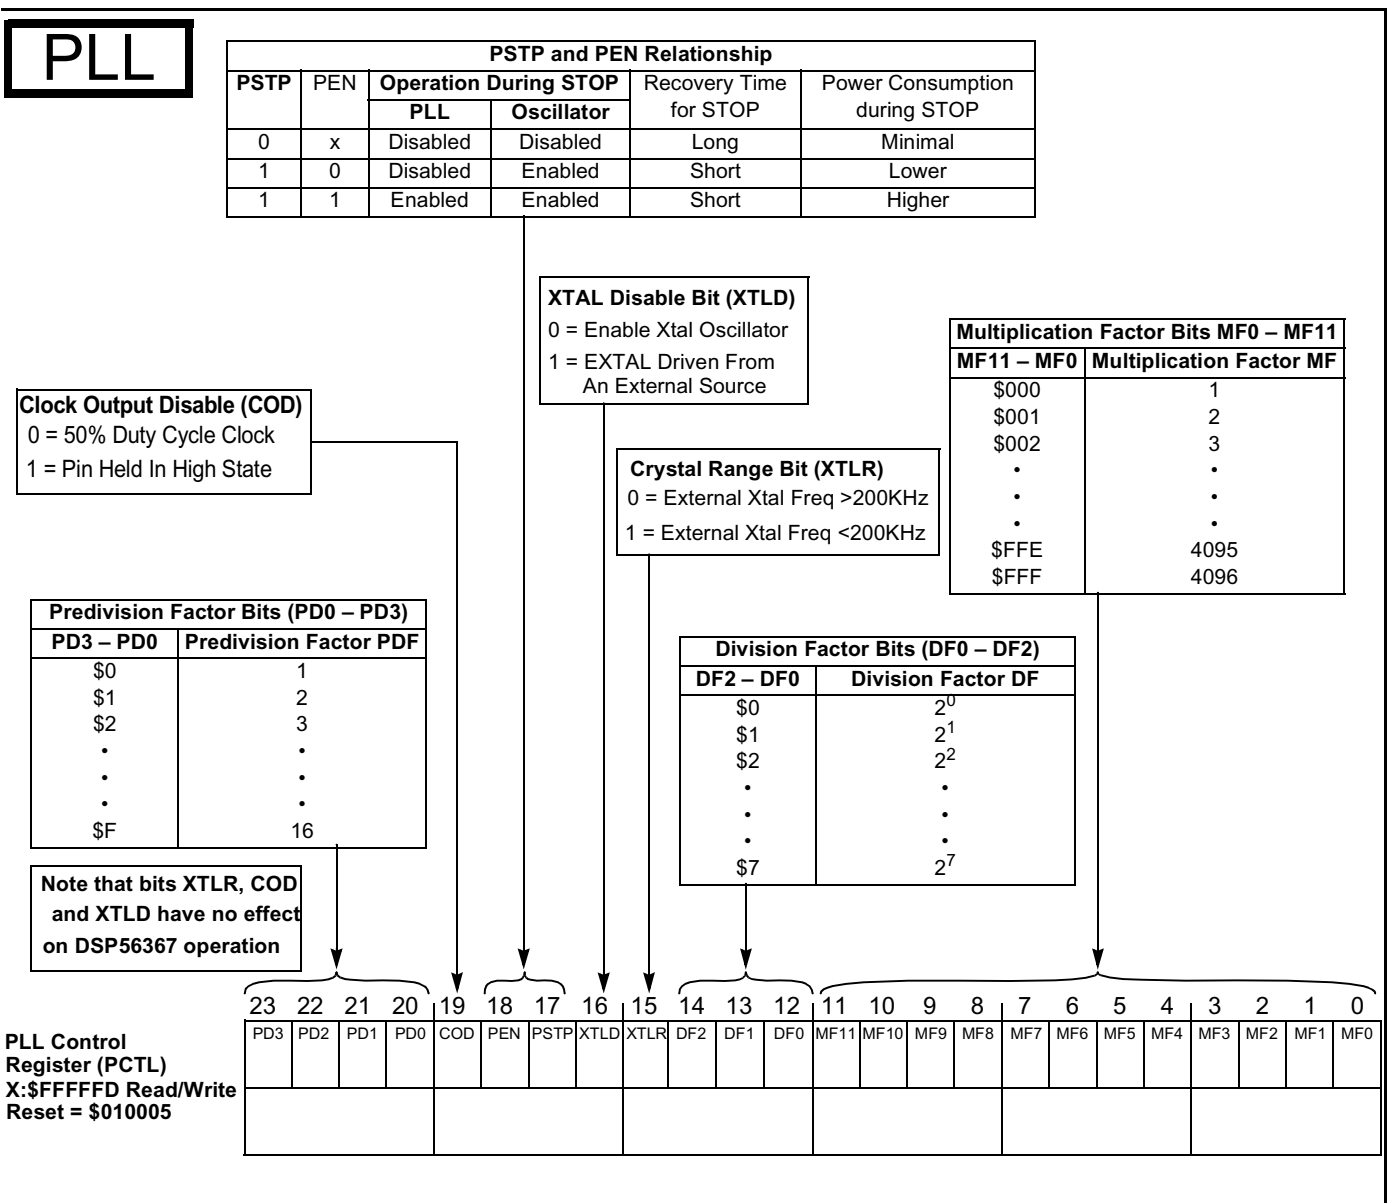 PLL
PSTP and PEN Relationship
PSTP PEN Operation During STOP Recovery Time for STOP Power Consumption during STOP
PLL Oscillator
0 x Disabled Disabled Long Minimal
1 0 Disabled Enabled Short Lower
1 1 Enabled Enabled Short Higher
XTAL Disable Bit (XTLD)
0 = Enable Xtal Oscillator
1 = EXTAL Driven From
An External Source
Multiplication Factor Bits MF0 – MF11
MF11 – MF0 Multiplication Factor MF
$000 1
$001 2
$002 3
• •
• •
• •
$FFE 4095
$FFF 4096
Clock Output Disable (COD)
0 = 50% Duty Cycle Clock
1 = Pin Held In High State
Crystal Range Bit (XTLR)
0 = External Xtal Freq >200KHz
1 = External Xtal Freq <200KHz
Predivision Factor Bits (PD0 – PD3)
PD3 – PD0 Predivision Factor PDF
$0 1
$1 2
$2 3
• •
• •
• •
$F 16
Division Factor Bits (DF0 – DF2)
DF2 – DF0 Division Factor DF
$0 2^0
$1 2^1
$2 2^2
• •
• •
• •
$7 2^7
Note that bits XTLR, COD
and XTLD have no effect
on DSP56367 operation
23 22 21 20 19 18 17 16 15 14 13 12 11 10 9 8 7 6 5 4 3 2 1 0
PD3 PD2 PD1 PD0 COD PEN PSTP XTLD XTLR DF2 DF1 DF0 MF11 MF10 MF9 MF8 MF7 MF6 MF5 MF4 MF3 MF2 MF1 MF0
PLL Control
Register (PCTL)
X:$FFFFFD Read/Write
Reset = $010005